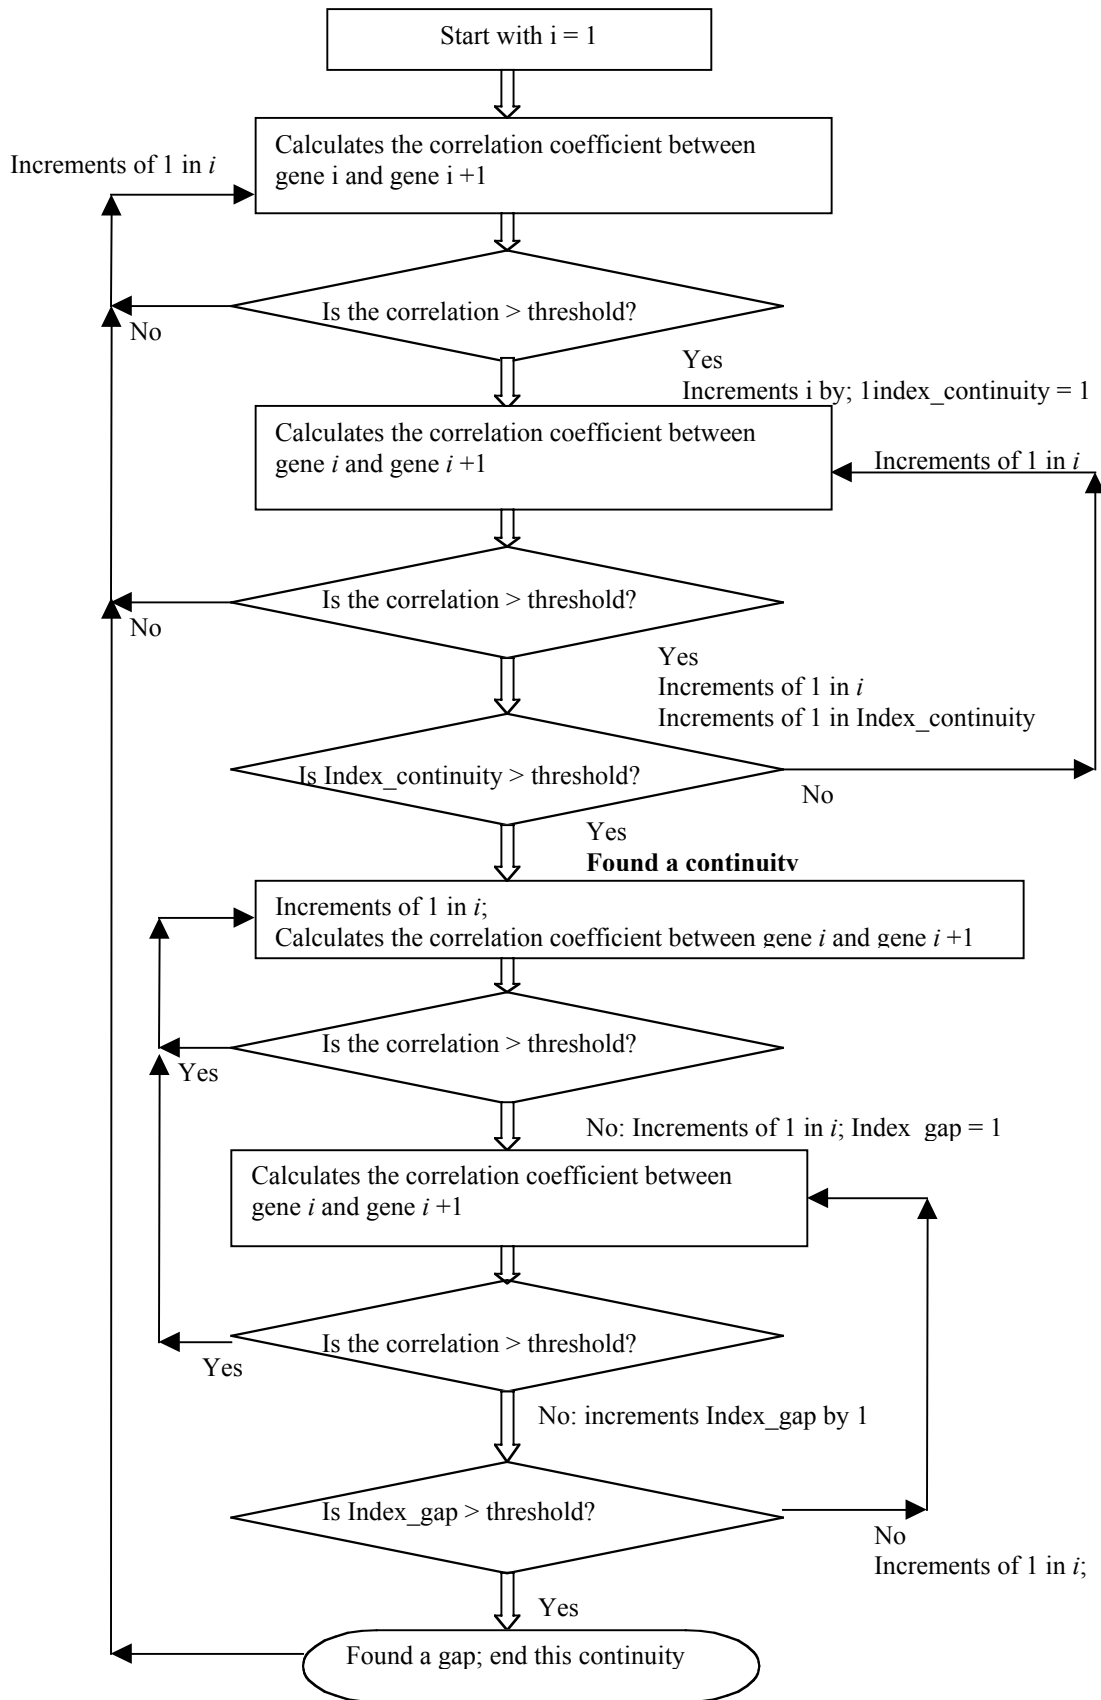 Start with i = 1
Calculates the correlation coefficient between
gene i and gene i +1
Increments of 1 in i
Is the correlation > threshold?
No
Yes
Increments i by; 1index_continuity = 1
Calculates the correlation coefficient between
gene i and gene i +1
Increments of 1 in i
Is the correlation > threshold?
No
Yes
Increments of 1 in i
Increments of 1 in Index_continuity
Is Index_continuity > threshold?
No
Yes
Found a continuity
Increments of 1 in i;
Calculates the correlation coefficient between gene i and gene i +1
Is the correlation > threshold?
Yes
No: Increments of 1 in i; Index_gap = 1
Calculates the correlation coefficient between
gene i and gene i +1
Is the correlation > threshold?
Yes
No: increments Index_gap by 1
Is Index_gap > threshold?
No
Increments of 1 in i;
Yes
Found a gap; end this continuity